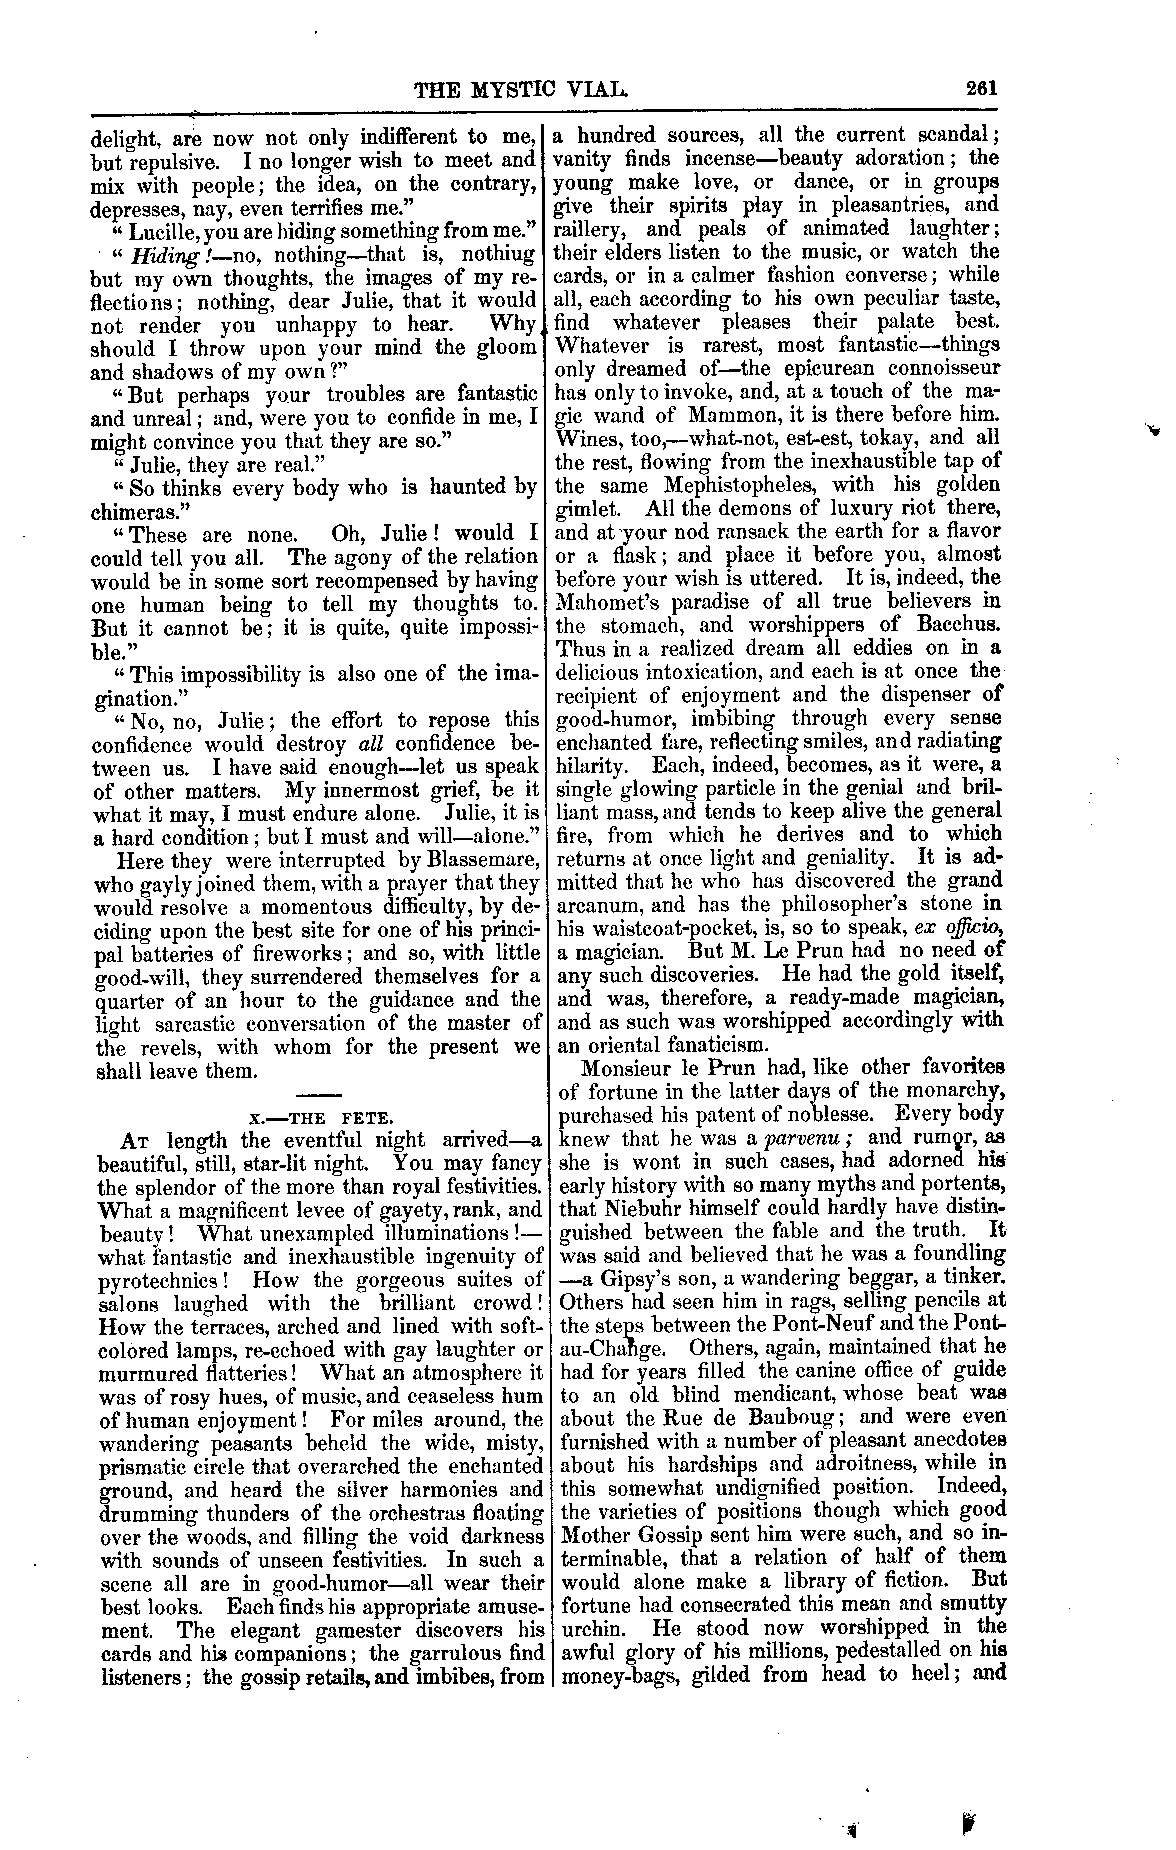 THE MYSTIC VIAL. 261
delight, are now not only indifferent to me,
but repulsive. I no longer wish to meet and
mix with people; the idea, on the contrary,
depresses, nay, even terrifies me.”
“ Lucille, you are hiding something from me.”
“ Hiding!—no, nothing—that is, nothiug
but my own thoughts, the images of my re-
flections; nothing, dear Julie, that it would
not render you unhappy to hear. Why
should I throw upon your mind the gloom
and shadows of my own?”
“ But perhaps your troubles are fantastic
and unreal; and, were you to confide in me, I
might convince you that they are so.”
“ Julie, they are real.”
“ So thinks every body who is haunted by
chimeras.”
“ These are none. Oh, Julie! would I
could tell you all. The agony of the relation
would be in some sort recompensed by having
one human being to tell my thoughts to.
But it cannot be; it is quite, quite impossi-
ble.”
“ This impossibility is also one of the ima-
gination.”
“ No, no, Julie; the effort to repose this
confidence would destroy all confidence be-
tween us. I have said enough—let us speak
of other matters. My innermost grief, be it
what it may, I must endure alone. Julie, it is
a hard condition; but I must and will—alone.”
Here they were interrupted by Blassemare,
who gayly joined them, with a prayer that they
would resolve a momentous difficulty, by de-
ciding upon the best site for one of his princi-
pal batteries of fireworks; and so, with little
good-will, they surrendered themselves for a
quarter of an hour to the guidance and the
light sarcastic conversation of the master of
the revels, with whom for the present we
shall leave them.
X.—THE FETE.
AT length the eventful night arrived—a
beautiful, still, star-lit night. You may fancy
the splendor of the more than royal festivities.
What a magnificent levee of gayety, rank, and
beauty! What unexampled illuminations!—
what fantastic and inexhaustible ingenuity of
pyrotechnics! How the gorgeous suites of
salons laughed with the brilliant crowd!
How the terraces, arched and lined with soft-
colored lamps, re-echoed with gay laughter or
murmured flatteries! What an atmosphere it
was of rosy hues, of music, and ceaseless hum
of human enjoyment! For miles around, the
wandering peasants beheld the wide, misty,
prismatic circle that overarched the enchanted
ground, and heard the silver harmonies and
drumming thunders of the orchestras floating
over the woods, and filling the void darkness
with sounds of unseen festivities. In such a
scene all are in good-humor—all wear their
best looks. Each finds his appropriate amuse-
ment. The elegant gamester discovers his
cards and his companions; the garrulous find
listeners; the gossip retails, and imbibes, from
a hundred sources, all the current scandal;
vanity finds incense—beauty adoration; the
young make love, or dance, or in groups
give their spirits play in pleasantries, and
raillery, and peals of animated laughter;
their elders listen to the music, or watch the
cards, or in a calmer fashion converse; while
all, each according to his own peculiar taste,
find whatever pleases their palate best.
Whatever is rarest, most fantastic—things
only dreamed of—the epicurean connoisseur
has only to invoke, and, at a touch of the ma-
gic wand of Mammon, it is there before him.
Wines, too,—what-not, est-est, tokay, and all
the rest, flowing from the inexhaustible tap of
the same Mephistopheles, with his golden
gimlet. All the demons of luxury riot there,
and at your nod ransack the earth for a flavor
or a flask; and place it before you, almost
before your wish is uttered. It is, indeed, the
Mahomet’s paradise of all true believers in
the stomach, and worshippers of Bacchus.
Thus in a realized dream all eddies on in a
delicious intoxication, and each is at once the
recipient of enjoyment and the dispenser of
good-humor, imbibing through every sense
enchanted fare, reflecting smiles, and radiating
hilarity. Each, indeed, becomes, as it were, a
single glowing particle in the genial and bril-
liant mass, and tends to keep alive the general
fire, from which he derives and to which
returns at once light and geniality. It is ad-
mitted that he who has discovered the grand
arcanum, and has the philosopher’s stone in
his waistcoat-pocket, is, so to speak, ex officio,
a magician. But M. Le Prun had no need of
any such discoveries. He had the gold itself,
and was, therefore, a ready-made magician,
and as such was worshipped accordingly with
an oriental fanaticism.
Monsieur le Prun had, like other favorites
of fortune in the latter days of the monarchy,
purchased his patent of noblesse. Every body
knew that he was a parvenu; and rumor, as
she is wont in such cases, had adorned his
early history with so many myths and portents,
that Niebuhr himself could hardly have distin-
guished between the fable and the truth. It
was said and believed that he was a foundling
—a Gipsy’s son, a wandering beggar, a tinker.
Others had seen him in rags, selling pencils at
the steps between the Pont-Neuf and the Pont-
au-Change. Others, again, maintained that he
had for years filled the canine office of guide
to an old blind mendicant, whose beat was
about the Rue de Bauboug; and were even
furnished with a number of pleasant anecdotes
about his hardships and adroitness, while in
this somewhat undignified position. Indeed,
the varieties of positions though which good
Mother Gossip sent him were such, and so in-
terminable, that a relation of half of them
would alone make a library of fiction. But
fortune had consecrated this mean and smutty
urchin. He stood now worshipped in the
awful glory of his millions, pedestalled on his
money-bags, gilded from head to heel; and